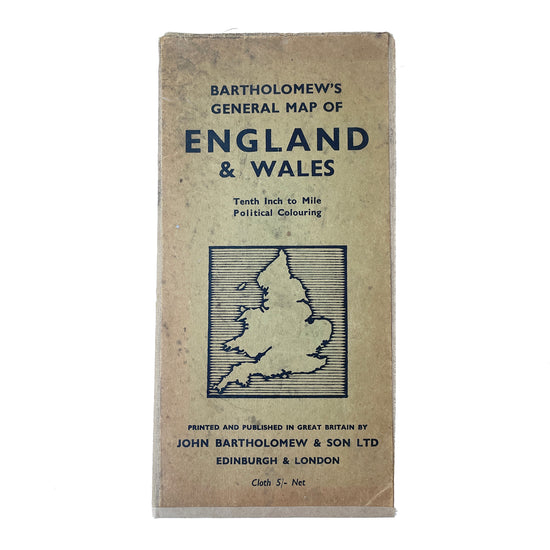 BARTHOLOMEW'S
GENERAL MAP OF
ENGLAND
& WALES
Tenth Inch to Mile
Political Colouring
PRINTED AND PUBLISHED IN GREAT BRITAIN BY
JOHN BARTHOLOMEW & SON LTD
EDINBURGH & LONDON
Cloth 5/- Net